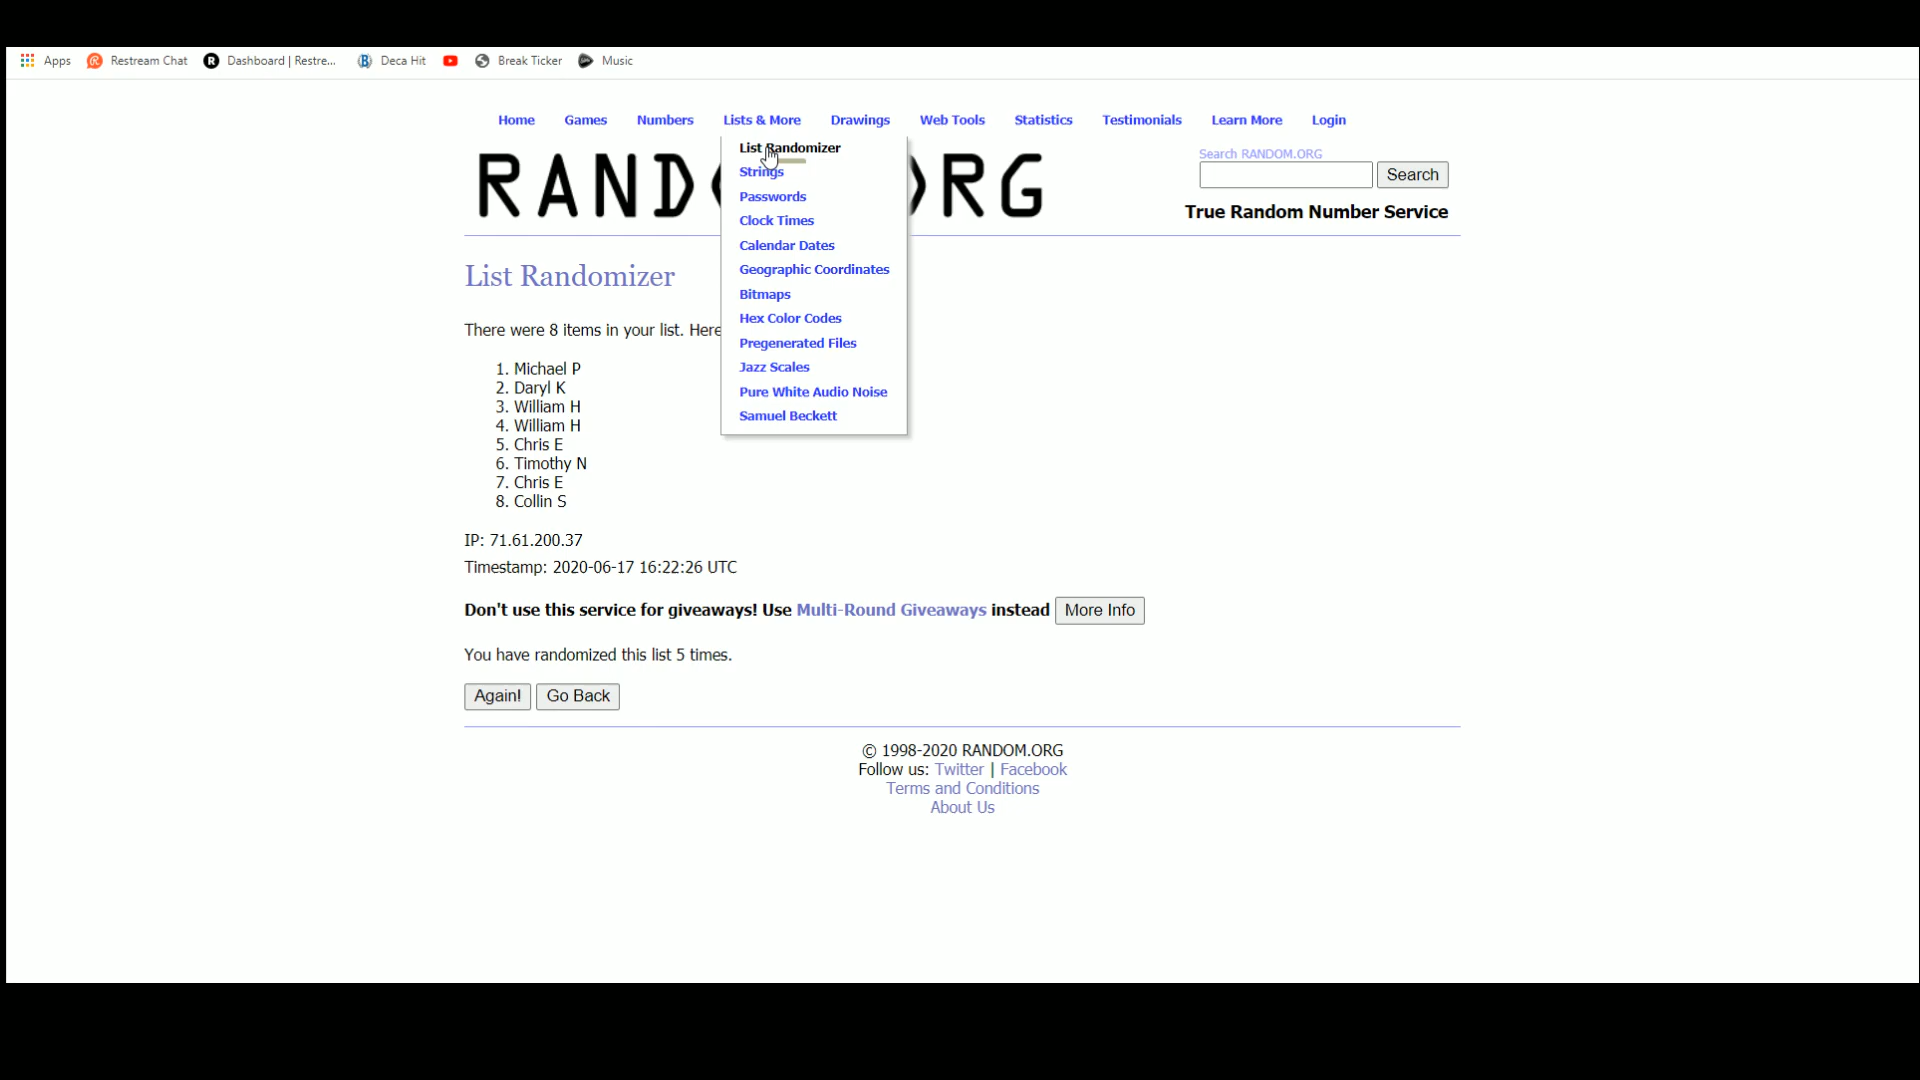 Apps Restream Chat Dashboard | Restre... Deca Hit Break Ticker Music
Home Games Numbers Lists & More Drawings Web Tools Statistics Testimonials Learn More Login
List Randomizer
Strings
Passwords
Clock Times
Calendar Dates
Geographic Coordinates
Bitmaps
Hex Color Codes
Pregenerated Files
Jazz Scales
Pure White Audio Noise
Samuel Beckett
RAND RG
Search RANDOM.ORG
Search
True Random Number Service
List Randomizer
There were 8 items in your list. Here
1. Michael P
2. Daryl K
3. William H
4. William H
5. Chris E
6. Timothy N
7. Chris E
8. Collin S
IP: 71.61.200.37
Timestamp: 2020-06-17 16:22:26 UTC
Don't use this service for giveaways! Use Multi-Round Giveaways instead More Info
You have randomized this list 5 times.
Again! Go Back
© 1998-2020 RANDOM.ORG
Follow us: Twitter | Facebook
Terms and Conditions
About Us